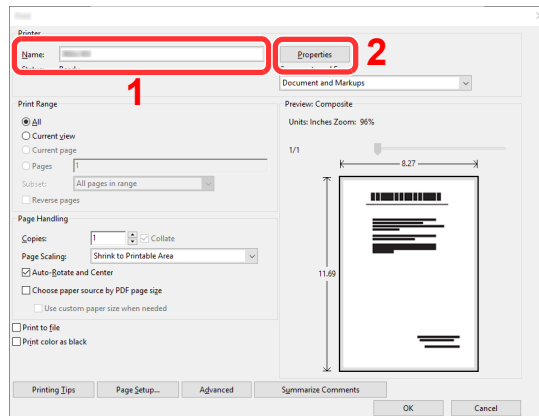 Print
Printer
Name:
Properties
2
Status: Ready
1
Document and Markups
Print Range
All
Current view
Current page
Pages 1
Subset: All pages in range
Reverse pages
Page Handling
Copies: 1 Collate
Page Scaling: Shrink to Printable Area
Auto-Rotate and Center
Choose paper source by PDF page size
Use custom paper size when needed
Print to file
Print color as black
Preview: Composite
Units: Inches Zoom: 96%
1/1
8.27
11.69
Printing Tips Page Setup... Advanced Summarize Comments
OK Cancel